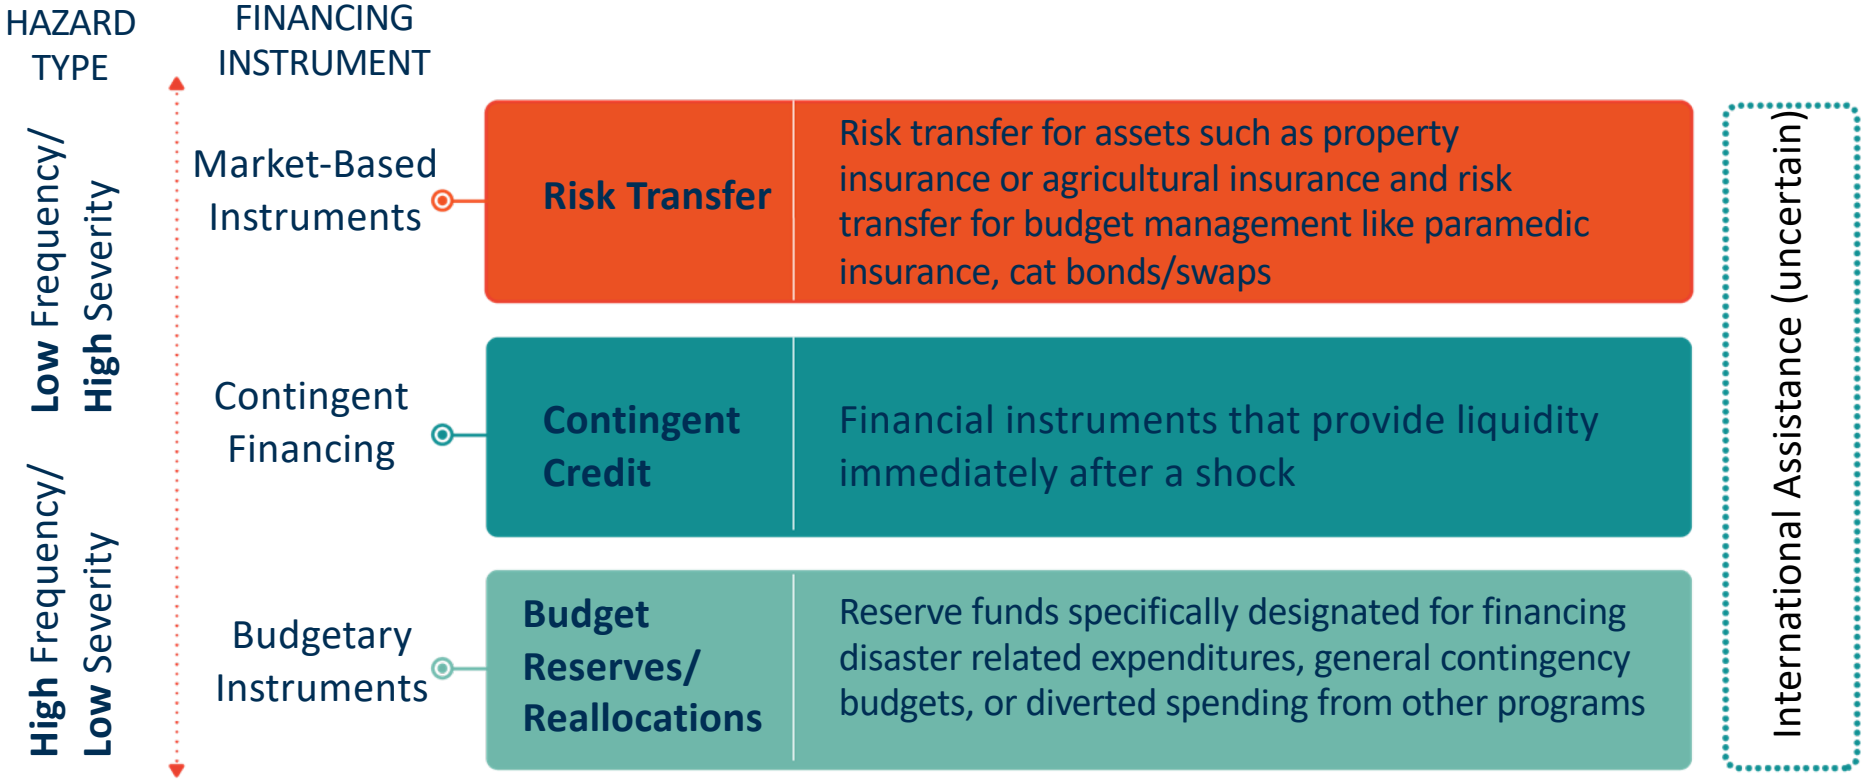 HAZARD
TYPE
FINANCING
INSTRUMENT
Low Frequency/
High Severity
High Frequency/
Low Severity
Market-Based
Instruments
Risk Transfer
Risk transfer for assets such as property
insurance or agricultural insurance and risk
transfer for budget management like paramedic
insurance, cat bonds/swaps
Contingent
Financing
Contingent
Credit
Financial instruments that provide liquidity
immediately after a shock
Budgetary
Instruments
Budget
Reserves/
Reallocations
Reserve funds specifically designated for financing
disaster related expenditures, general contingency
budgets, or diverted spending from other programs
International Assistance (uncertain)